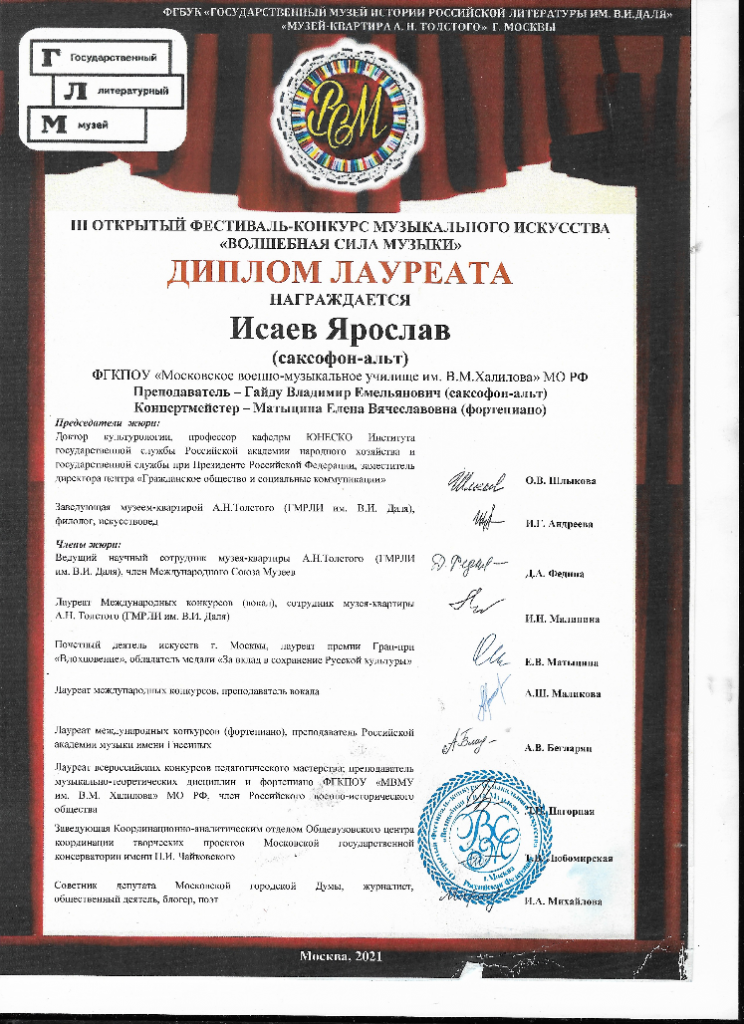 ФГБУК «ГОСУДАРСТВЕННЫЙ МУЗЕЙ ИСТОРИИ РОССИЙСКОЙ ЛИТЕРАТУРЫ ИМ. В.И.ДАЛЯ»
«МУЗЕЙ-КВАРТИРА А. Н. ТОЛСТОГО» Г. МОСКВЫ
Государственный
литературный
музей
РСМ
III ОТКРЫТЫЙ ФЕСТИВАЛЬ-КОНКУРС МУЗЫКАЛЬНОГО ИСКУССТВА
«ВОЛШЕБНАЯ СИЛА МУЗЫКИ»
ДИПЛОМ ЛАУРЕАТА
НАГРАЖДАЕТСЯ
Исаев Ярослав
(саксофон-альт)
ФГКПОУ «Московское военно-музыкальное училище им. В.М.Халилова» МО РФ
Преподаватель – Гайду Владимир Емельянович (саксофон-альт)
Концертмейстер – Матыцина Елена Вячеславовна (фортепиано)
Председатели жюри:
Доктор культурологии, профессор кафедры ЮНЕСКО Института
государственной службы Российской академии народного хозяйства и
государственной службы при Президенте Российской Федерации, заместитель
директора центра «Гражданское общество и социальные коммуникации»
О.В. Шлыкова
Заведующая музеем-квартирой А.Н.Толстого (ГМРЛИ им. В.И. Даля),
филолог, искусствовед
И.Г. Андреева
Члены жюри:
Ведущий научный сотрудник музея-квартиры А.Н.Толстого (ГМРЛИ
им. В.И. Даля), член Международного Союза Музеев
Д.А. Федина
Лауреат Международных конкурсов (вокал), сотрудник музея-квартиры
А.Н. Толстого (ГМРЛИ им. В.И. Даля)
И.Н. Малинина
Почетный деятель искусств г. Москвы, лауреат премии Гран-при
«Вдохновение», обладатель медали «За вклад в сохранение Русской культуры»
Е.В. Матыцина
Лауреат международных конкурсов, преподаватель вокала
А.Ш. Маликова
Лауреат международных конкурсов (фортепиано), преподаватель Российской
академии музыки имени Гнесиных
А.В. Бегларян
Лауреат всероссийских конкурсов педагогического мастерства; преподаватель
музыкально-теоретических дисциплин и фортепиано ФГКПОУ «МВМУ
им. В.М. Халилова» МО РФ, член Российского военно-исторического
общества
Нагорная
Заведующая Координационно-аналитическим отделом Общевузовского центра
координации творческих проектов Московской государственной
консерватории имени П.И. Чайковского
Любомирская
Советник депутата Московской городской Думы, журналист,
общественный деятель, блогер, поэт
И.А. Михайлова
г.Москва
Российская Федерация
Москва, 2021